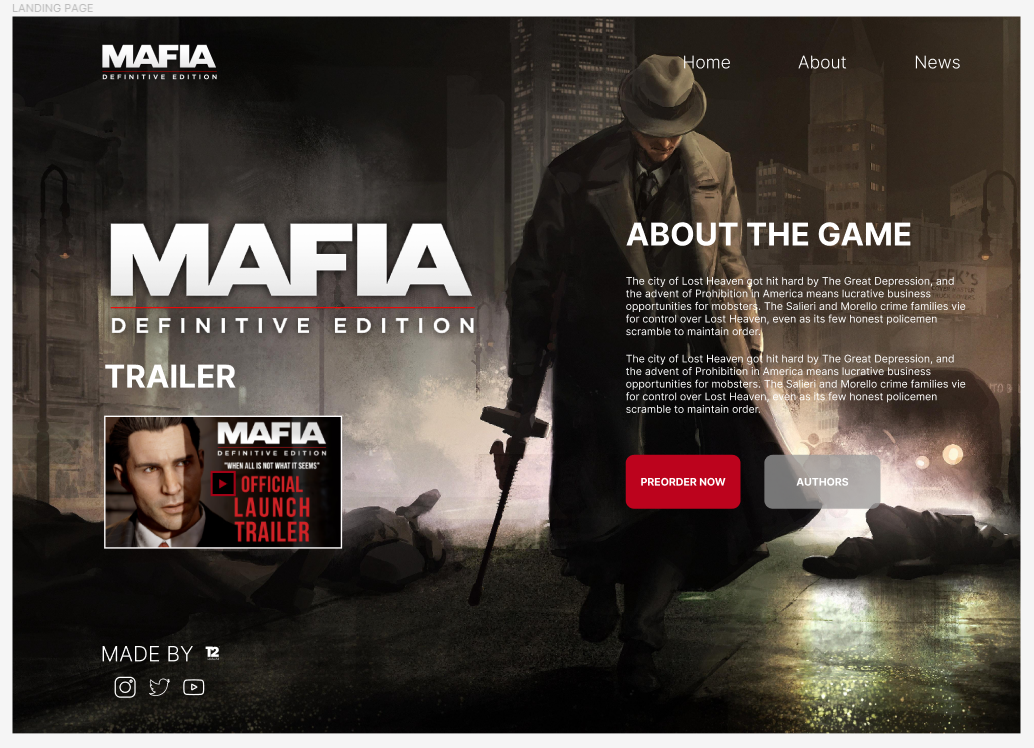 LANDING PAGE
MAFIA
DEFINITIVE EDITION
Home
About
News
MAFIA
DEFINITIVE EDITION
TRAILER
MAFIA
DEFINITIVE EDITION
"WHEN ALL IS NOT WHAT IT SEEMS"
OFFICIAL
LAUNCH
TRAILER
ABOUT THE GAME
The city of Lost Heaven got hit hard by The Great Depression, and
the advent of Prohibition in America means lucrative business
opportunities for mobsters. The Salieri and Morello crime families vie
for control over Lost Heaven, even as its few honest policemen
scramble to maintain order.
The city of Lost Heaven got hit hard by The Great Depression, and
the advent of Prohibition in America means lucrative business
opportunities for mobsters. The Salieri and Morello crime families vie
for control over Lost Heaven, even as its few honest policemen
scramble to maintain order.
PREORDER NOW
AUTHORS
MADE BY
T2